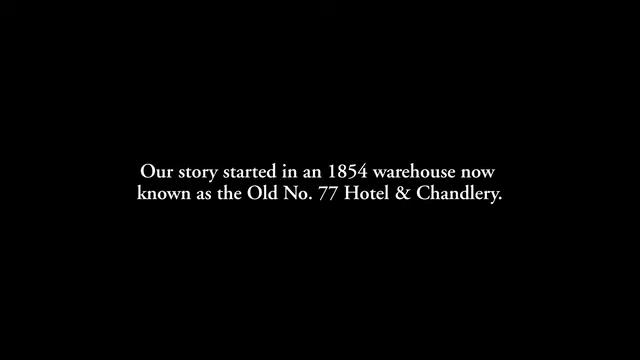 Our story started in an 1854 warehouse now
known as the Old No. 77 Hotel & Chandlery.